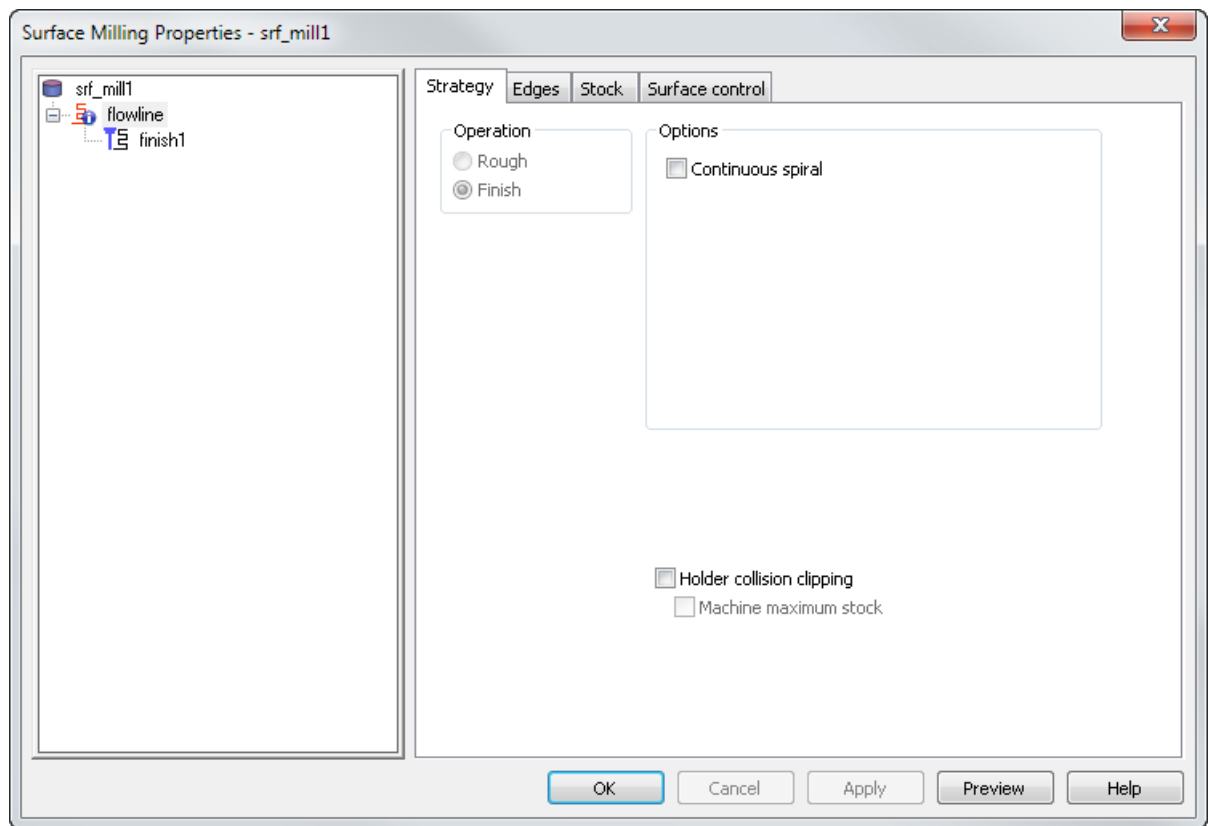 Surface Milling Properties - srf_mill1
srf_mill1
flowline
finish1
Strategy Edges Stock Surface control
Operation
Rough
Finish
Options
Continuous spiral
Holder collision clipping
Machine maximum stock
OK Cancel Apply Preview Help